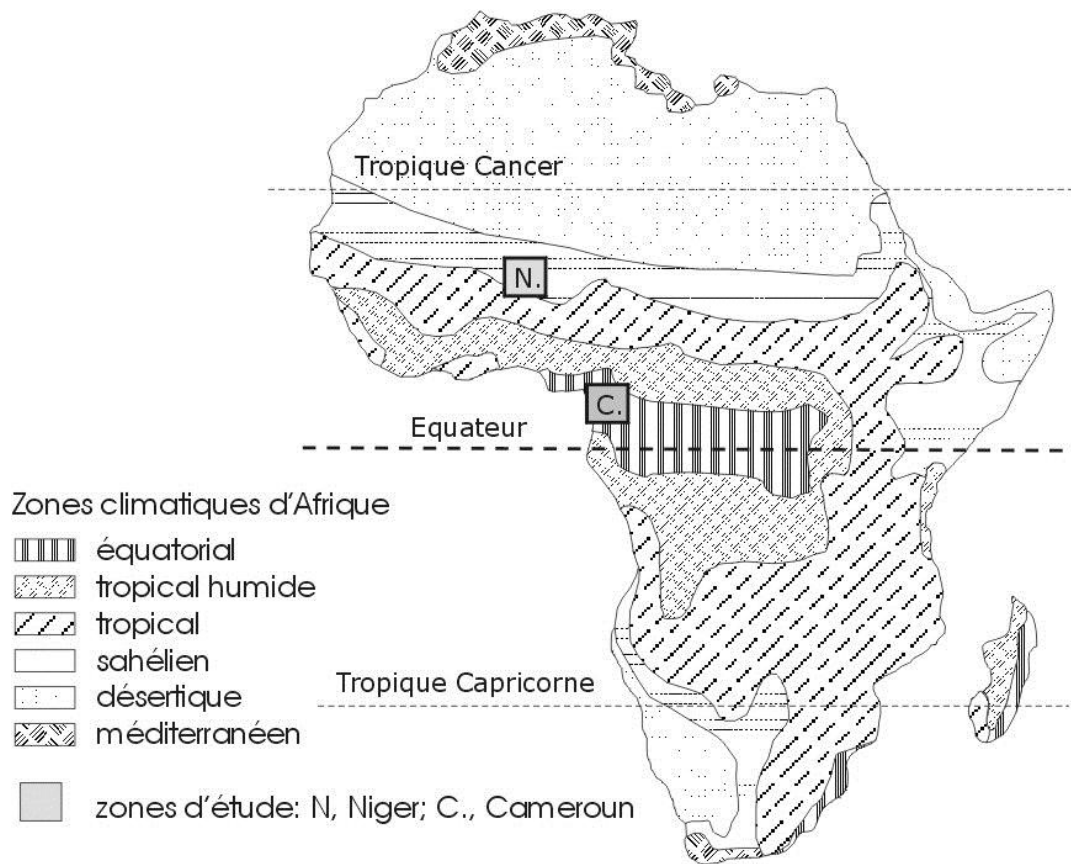 Tropique Cancer
N.
C.
Equateur
Zones climatiques d'Afrique
équatorial
tropical humide
tropical
sahélien
Tropique Capricorne
désertique
méditerranéen
zones d'étude: N, Niger; C., Cameroun